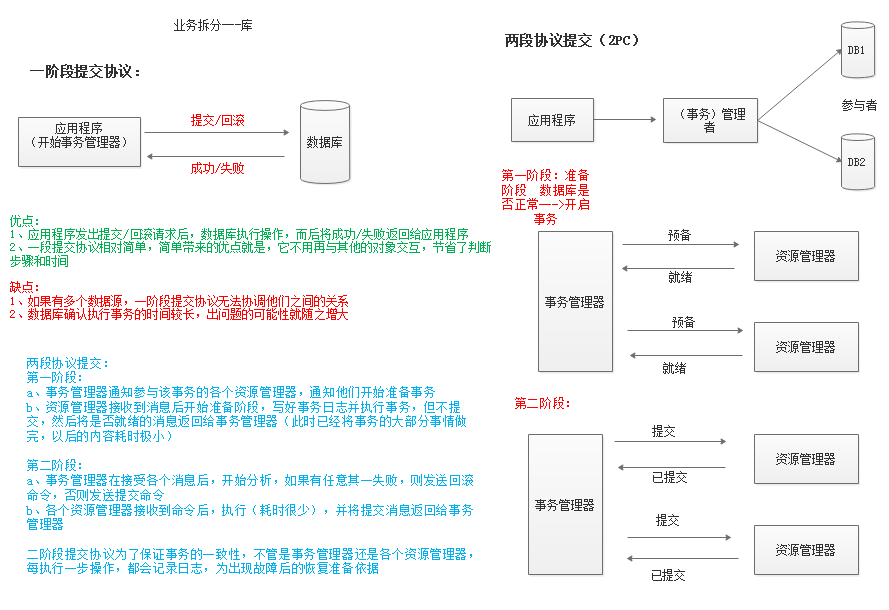 业务拆分---库
一阶段提交协议：
应用程序
（开始事务管理器）
提交/回滚
成功/失败
数据库
优点:
1、应用程序发出提交/回滚请求后，数据库执行操作，而后将成功/失败返回给应用程序
2、一段提交协议相对简单，简单带来的优点就是，它不用再与其他的对象交互，节省了判断
步骤和时间
缺点:
1、如果有多个数据源，一阶段提交协议无法协调他们之间的关系
2、数据库确认执行事务的时间较长，出问题的可能性就随之增大
两段协议提交：
第一阶段：
a、事务管理器通知参与该事务的各个资源管理器，通知他们开始准备事务
b、资源管理器接收到消息后开始准备阶段，写好事务日志并执行事务，但不提
交，然后将是否就绪的消息返回给事务管理器（此时已经将事务的大部分事情做
完，以后的内容耗时极小）
第二阶段：
a、事务管理器在接受各个消息后，开始分析，如果有任意其一失败，则发送回滚
命令，否则发送提交命令
b、各个资源管理器接收到命令后，执行（耗时很少），并将提交消息返回给事务
管理器
二阶段提交协议为了保证事务的一致性，不管是事务管理器还是各个资源管理器，
每执行一步操作，都会记录日志，为出现故障后的恢复准备依据
两段协议提交（2PC）
应用程序
（事务）管理
者
DB1
参与者
DB2
第一阶段：准备
阶段　数据库是
否正常--->开启
事务
事务管理器
预备
就绪
资源管理器
预备
就绪
资源管理器
第二阶段：
事务管理器
提交
已提交
资源管理器
提交
已提交
资源管理器